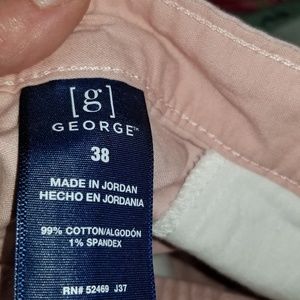 [g]
GEORGE™
38
MADE IN JORDAN
HECHO EN JORDANIA
99% COTTON/ALGODÓN
1% SPANDEX
RN# 52469 J37